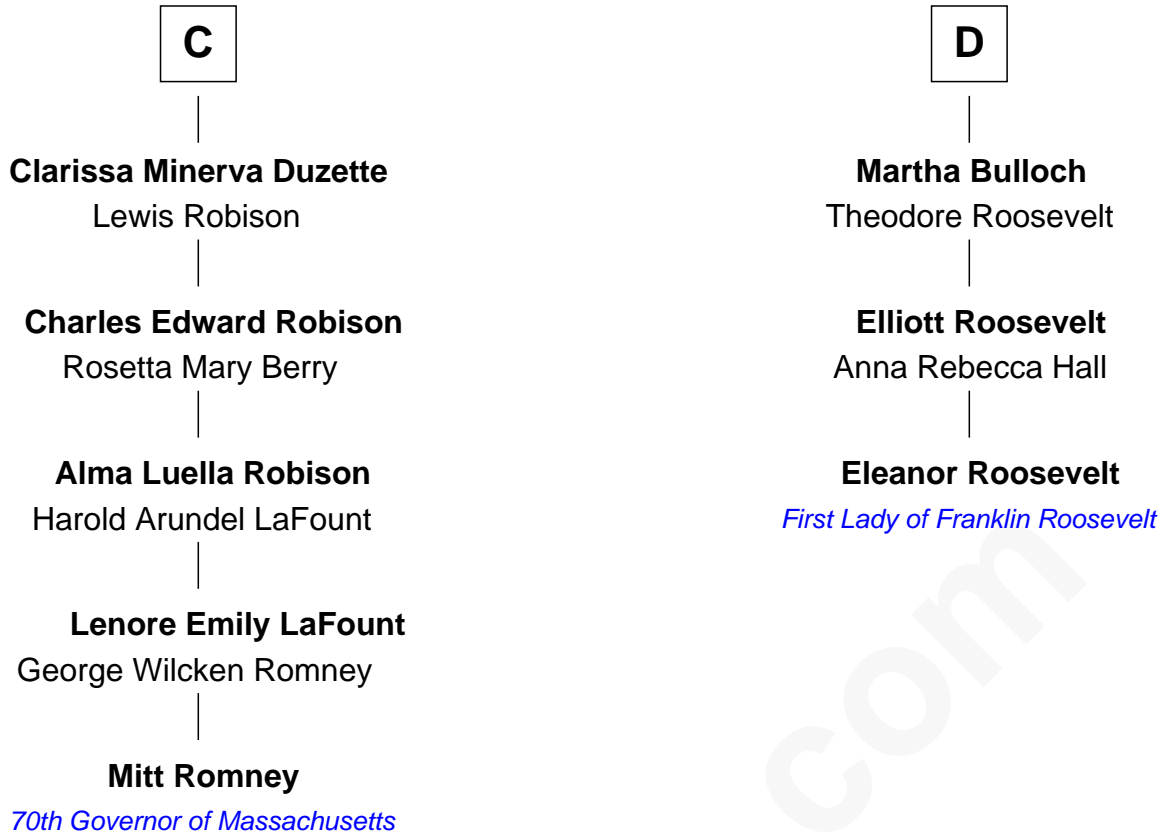 C
Clarissa Minerva Duzette
Lewis Robison
Charles Edward Robison
Rosetta Mary Berry
Alma Luella Robison
Harold Arundel LaFount
Lenore Emily LaFount
George Wilcken Romney
Mitt Romney
70th Governor of Massachusetts
D
Martha Bulloch
Theodore Roosevelt
Elliott Roosevelt
Anna Rebecca Hall
Eleanor Roosevelt
First Lady of Franklin Roosevelt
com